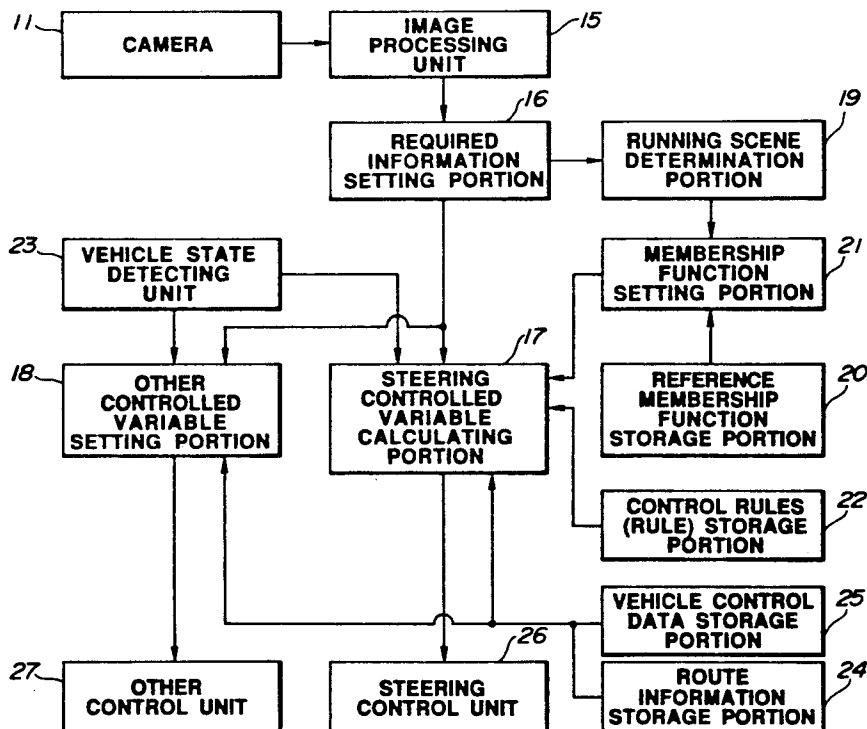 11
CAMERA
IMAGE
PROCESSING
UNIT
15
16
REQUIRED
INFORMATION
SETTING PORTION
19
RUNNING SCENE
DETERMINATION
PORTION
23
VEHICLE STATE
DETECTING
UNIT
MEMBERSHIP
FUNCTION
SETTING PORTION
21
18
OTHER
CONTROLLED
VARIABLE
SETTING PORTION
17
STEERING
CONTROLLED
VARIABLE
CALCULATING
PORTION
REFERENCE
MEMBERSHIP
FUNCTION
STORAGE PORTION
20
CONTROL RULES
(RULE) STORAGE
PORTION
22
VEHICLE CONTROL
DATA STORAGE
PORTION
25
27
OTHER
CONTROL UNIT
26
STEERING
CONTROL UNIT
ROUTE
INFORMATION
STORAGE PORTION
24